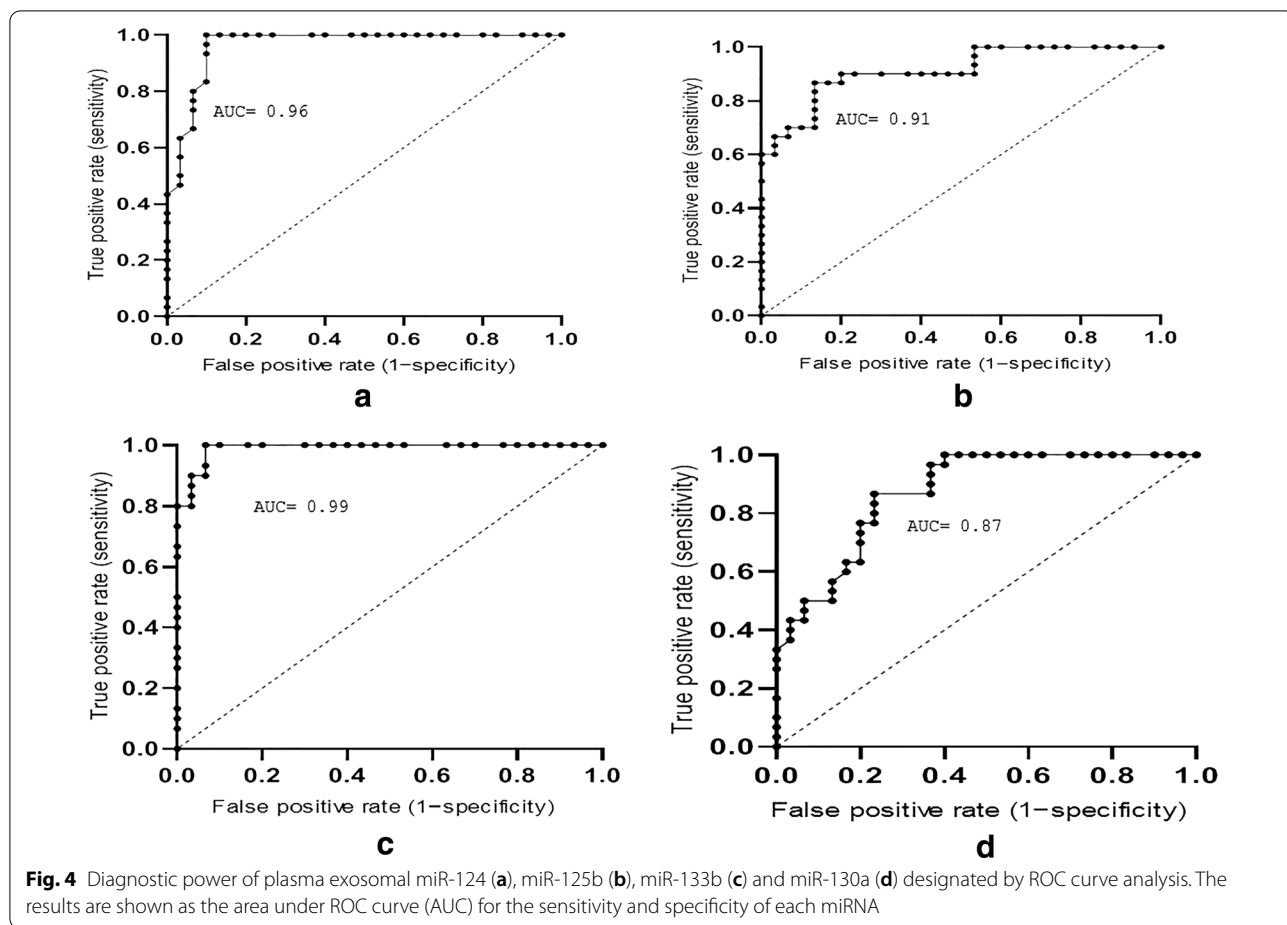 1.0
0.8
0.6
0.4
0.2
0.0
True positive rate (sensitivity)
AUC= 0.96
0.0 0.2 0.4 0.6 0.8 1.0
False positive rate (1−specificity)
a
1.0
0.8
0.6
0.4
0.2
0.0
True positive rate (sensitivity)
AUC= 0.91
0.0 0.2 0.4 0.6 0.8 1.0
False positive rate (1−specificity)
b
1.0
0.8
0.6
0.4
0.2
0.0
True positive rate (sensitivity)
AUC= 0.99
0.0 0.2 0.4 0.6 0.8 1.0
False positive rate (1−specificity)
c
1.0
0.8
0.6
0.4
0.2
0.0
True positive rate (sensitivity)
AUC= 0.87
0.0 0.2 0.4 0.6 0.8 1.0
False positive rate (1−specificity)
d
Fig. 4 Diagnostic power of plasma exosomal miR-124 (a), miR-125b (b), miR-133b (c) and miR-130a (d) designated by ROC curve analysis. The
results are shown as the area under ROC curve (AUC) for the sensitivity and specificity of each miRNA